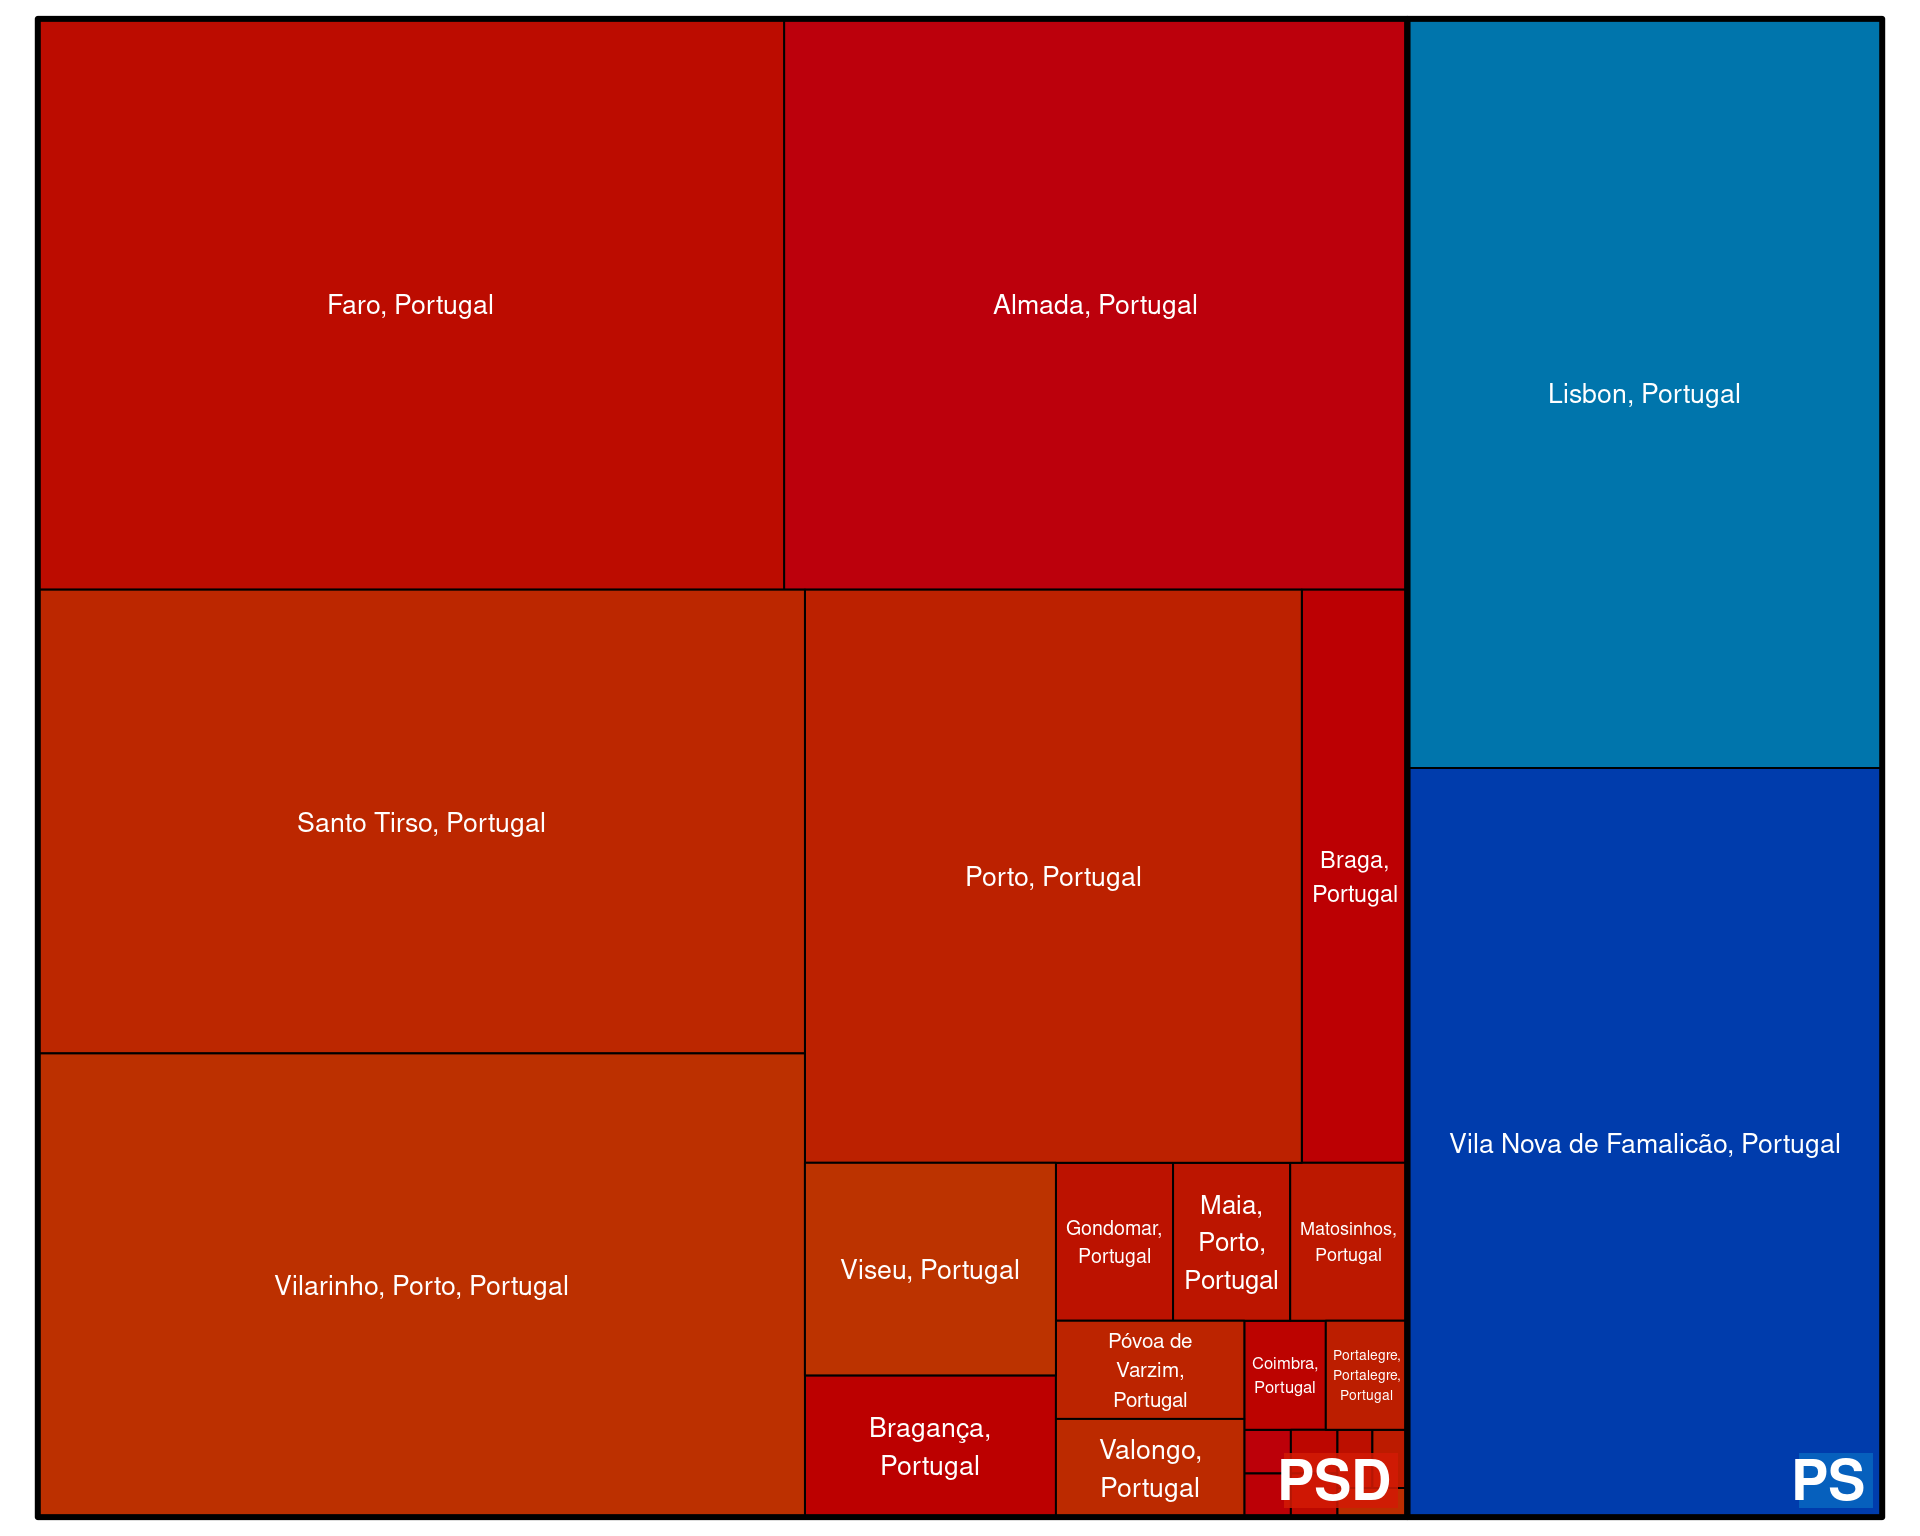 Faro, Portugal
Almada, Portugal
Lisbon, Portugal
Santo Tirso, Portugal
Porto, Portugal
Braga,
Portugal
Vila Nova de Famalicão, Portugal
Vilarinho, Porto, Portugal
Viseu, Portugal
Gondomar,
Portugal
Maia,
Porto,
Portugal
Matosinhos,
Portugal
Póvoa de
Varzim,
Portugal
Coimbra,
Portugal
Portalegre,
Portalegre,
Portugal
Bragança,
Portugal
Valongo,
Portugal
PSD
PS